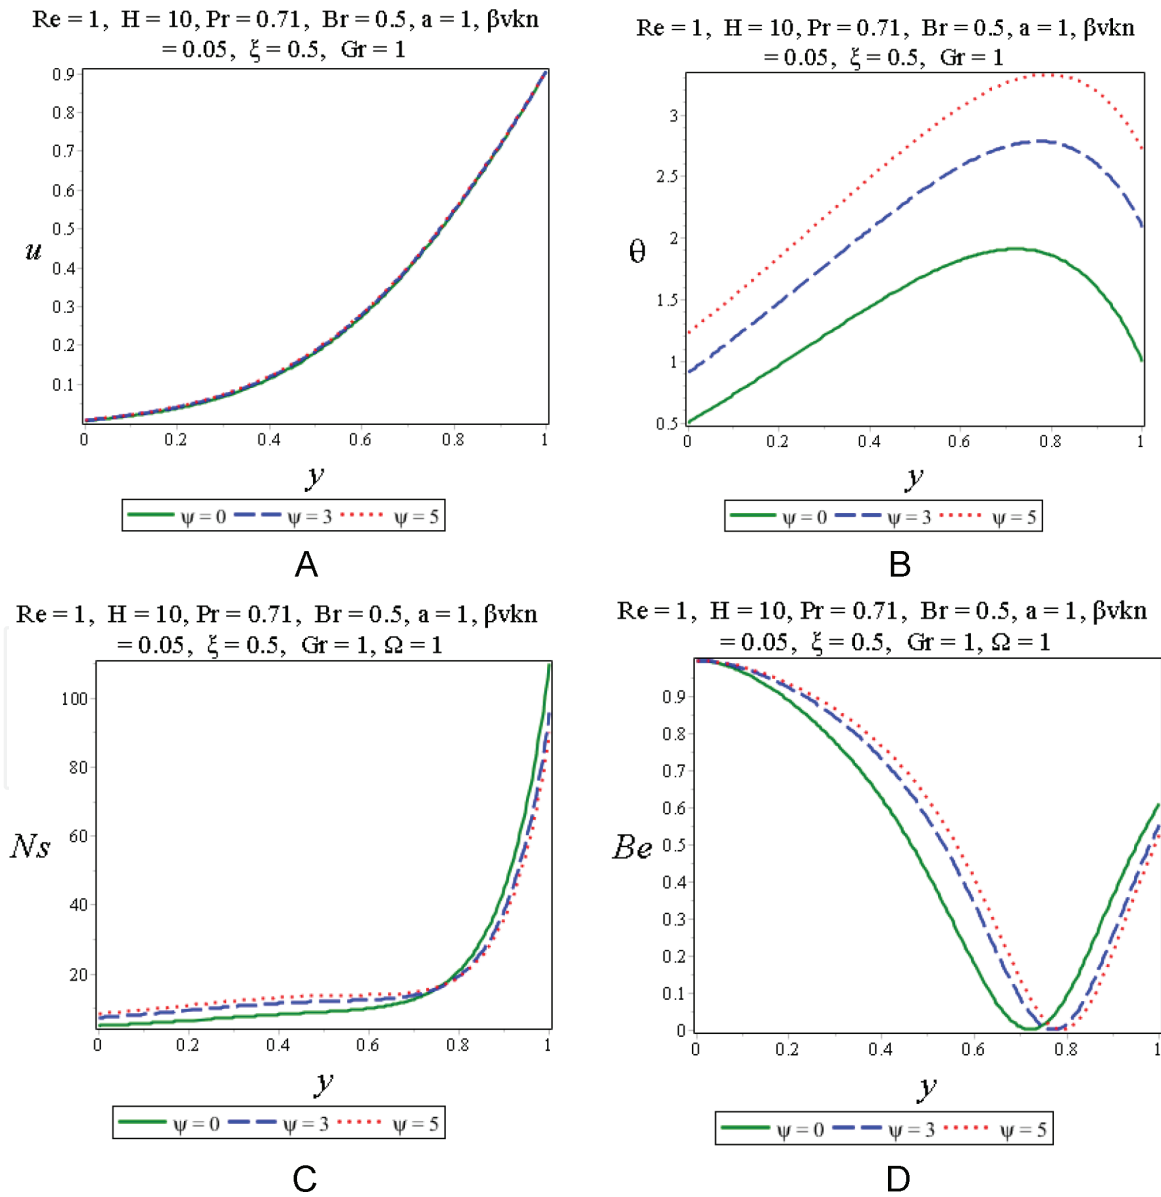 Re = 1, H = 10, Pr = 0.71, Br = 0.5, a = 1, βvkn
= 0.05, ξ = 0.5, Gr = 1
0.9
0.8
0.7
0.6
0.5
0.4
0.3
0.2
0.1
u
0 0.2 0.4 0.6 0.8 1
y
ψ = 0 ψ = 3 ψ = 5
A
Re = 1, H = 10, Pr = 0.71, Br = 0.5, a = 1, βvkn
= 0.05, ξ = 0.5, Gr = 1
3
2.5
2
1.5
1
0.5
θ
0 0.2 0.4 0.6 0.8 1
y
ψ = 0 ψ = 3 ψ = 5
B
Re = 1, H = 10, Pr = 0.71, Br = 0.5, a = 1, βvkn
= 0.05, ξ = 0.5, Gr = 1, Ω = 1
100
80
60
40
20
Ns
0 0.2 0.4 0.6 0.8 1
y
ψ = 0 ψ = 3 ψ = 5
C
Re = 1, H = 10, Pr = 0.71, Br = 0.5, a = 1, βvkn
= 0.05, ξ = 0.5, Gr = 1, Ω = 1
0.9
0.8
0.7
0.6
0.5
0.4
0.3
0.2
0.1
0
Be
0 0.2 0.4 0.6 0.8 1
y
ψ = 0 ψ = 3 ψ = 5
D